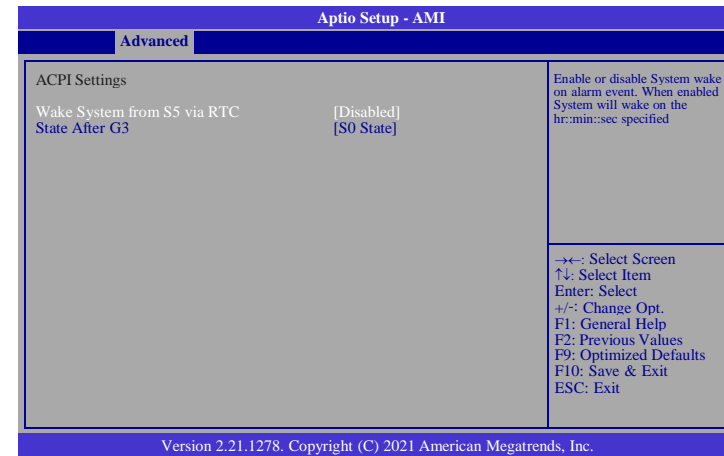 Aptio Setup - AMI
Advanced
ACPI Settings
Wake System from S5 via RTC [Disabled]
State After G3 [S0 State]
Enable or disable System wake
on alarm event. When enabled
System will wake on the
hr::min::sec specified
→←: Select Screen
↑↓: Select Item
Enter: Select
+/-: Change Opt.
F1: General Help
F2: Previous Values
F9: Optimized Defaults
F10: Save & Exit
ESC: Exit
Version 2.21.1278. Copyright (C) 2021 American Megatrends, Inc.